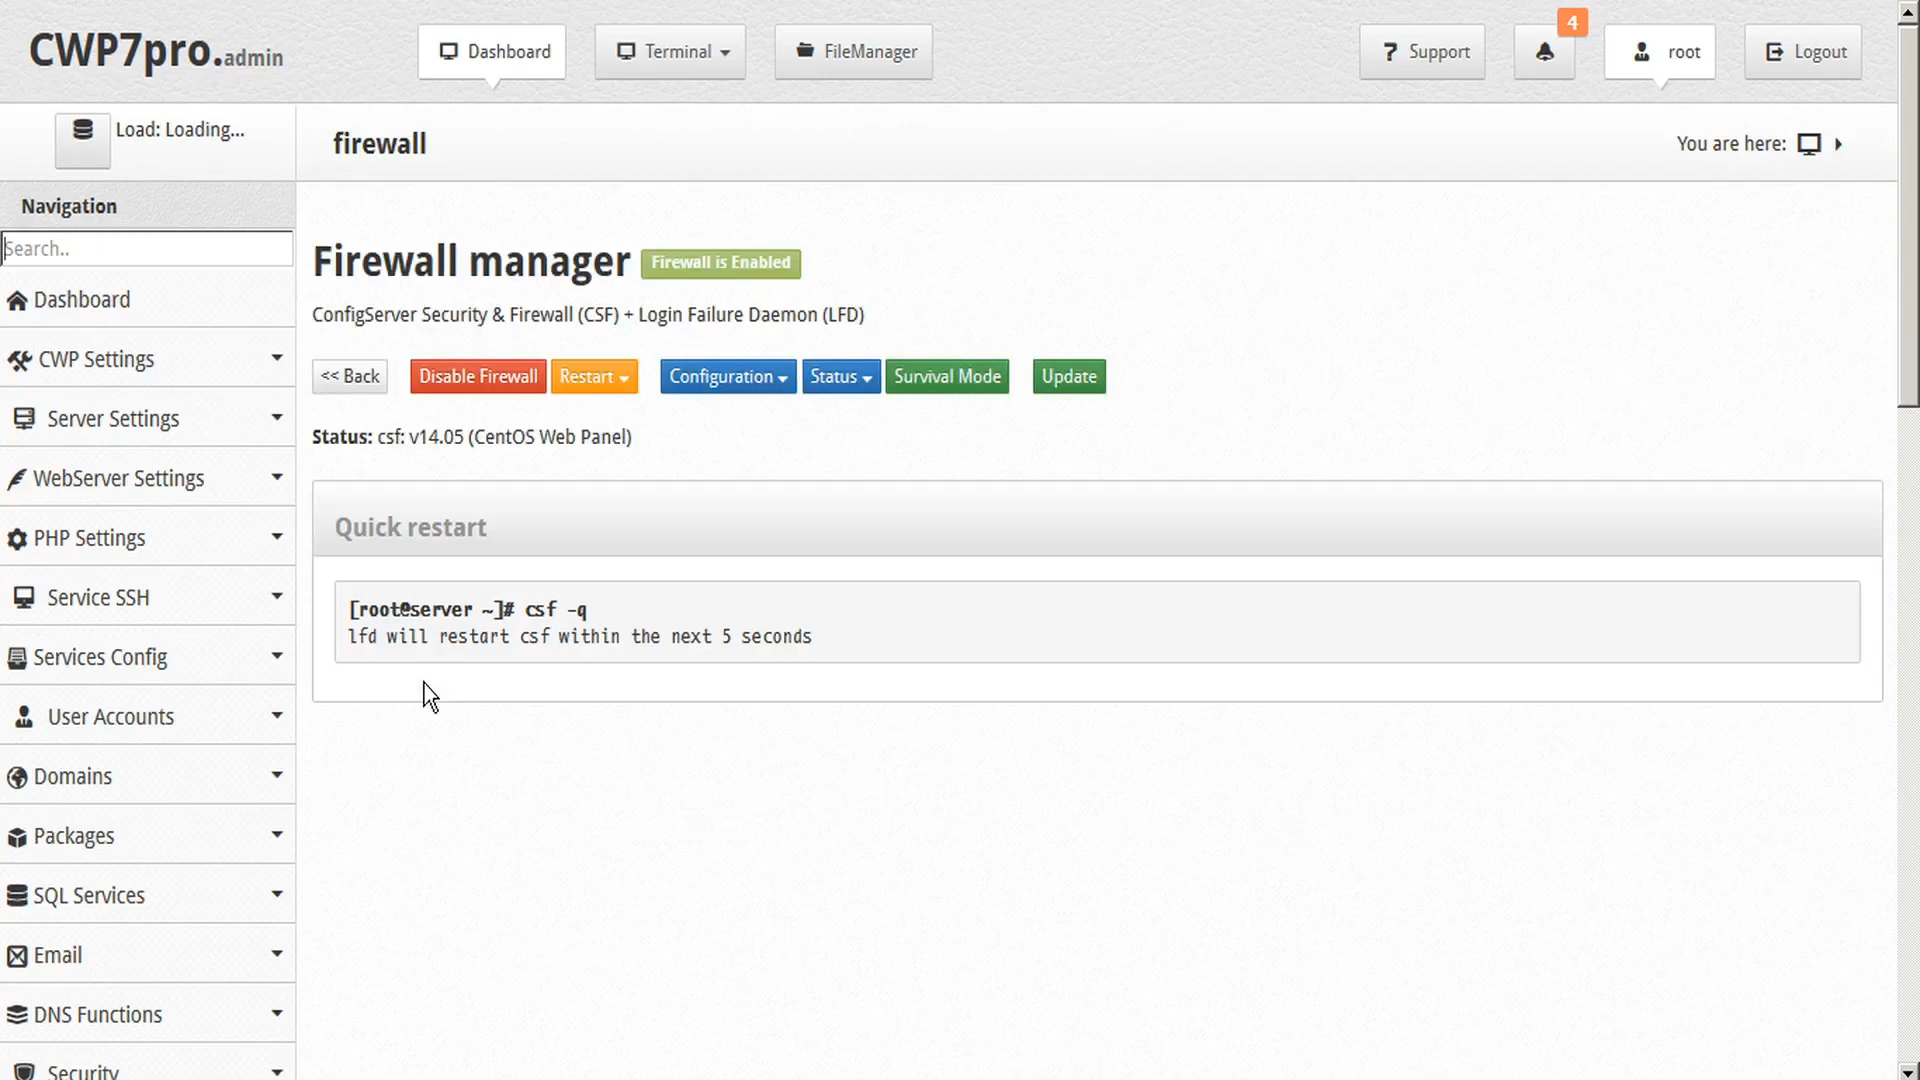 CWP7pro.admin
Dashboard
Terminal
FileManager
? Support
4
root
Logout
Load: Loading...
firewall
You are here:
Navigation
Search..
Dashboard
CWP Settings
Server Settings
WebServer Settings
PHP Settings
Service SSH
Services Config
User Accounts
Domains
Packages
SQL Services
Email
DNS Functions
Security
Firewall manager Firewall is Enabled
ConfigServer Security & Firewall (CSF) + Login Failure Daemon (LFD)
<< Back Disable Firewall Restart Configuration Status Survival Mode Update
Status: csf: v14.05 (CentOS Web Panel)
Quick restart
[root@server ~]# csf -q
lfd will restart csf within the next 5 seconds